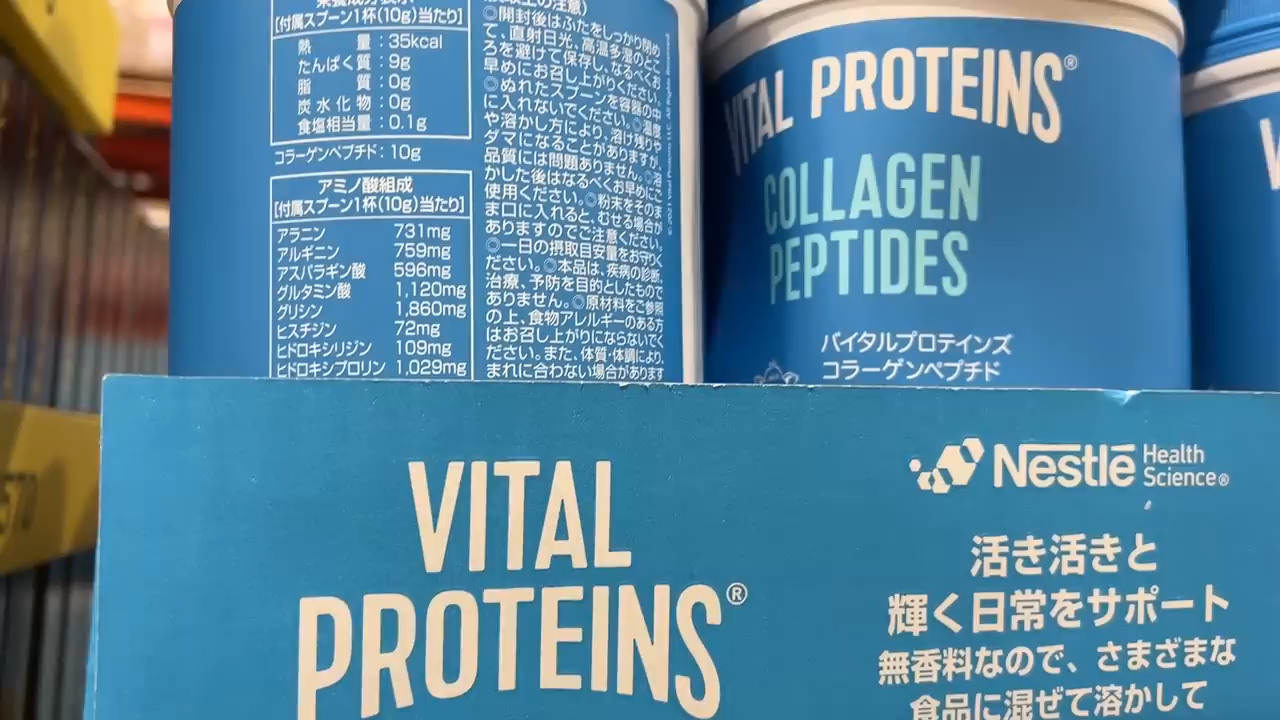 [付属スプーン1杯(10g)当たり]
熱量:35kcal
たんぱく質:9g
脂質:0g
炭水化物:0g
食塩相当量:0.1g
コラーゲンペプチド:10g
アミノ酸組成
[付属スプーン1杯(10g)当たり]
アラニン 731mg
アルギニン 759mg
アスパラギン酸 596mg
グルタミン酸 1,120mg
グリシン 1,860mg
ヒスチジン 72mg
ヒドロキシリジン 109mg
ヒドロキシプロリン 1,029mg
◎開封後はふたをしっかり閉め
て、直射日光、高温多湿のとこ
ろを避けて保存し、なるべくお
早めにお召し上がりください。
◎ぬれたスプーンを容器の中
に入れないでください。◎温度
や溶かし方により、溶け残りや
ダマになることがありますが、
品質には問題ありません。◎溶
かした後はなるべくお早めにご
使用ください。◎粉末をそのま
ま口に入れると、むせる場合が
ありますのでご注意ください。
◎一日の摂取目安量をお守りく
ださい。◎本品は、疾病の診断、
治療、予防を目的としたもので
ありません。◎原材料をご参照
の上、食物アレルギーのある方
はお召し上がりにならないでく
ださい。また、体質・体調により、
まれに合わない場合があります
©2021 Vital Proteins LLC. All Rights Reserved.
VITAL PROTEINS®
COLLAGEN
PEPTIDES
バイタルプロテインズ
コラーゲンペプチド
VITAL
PROTEINS®
Nestlē Health
Science®
活き活きと
輝く日常をサポート
無香料なので、さまざまな
食品に混ぜて溶かして